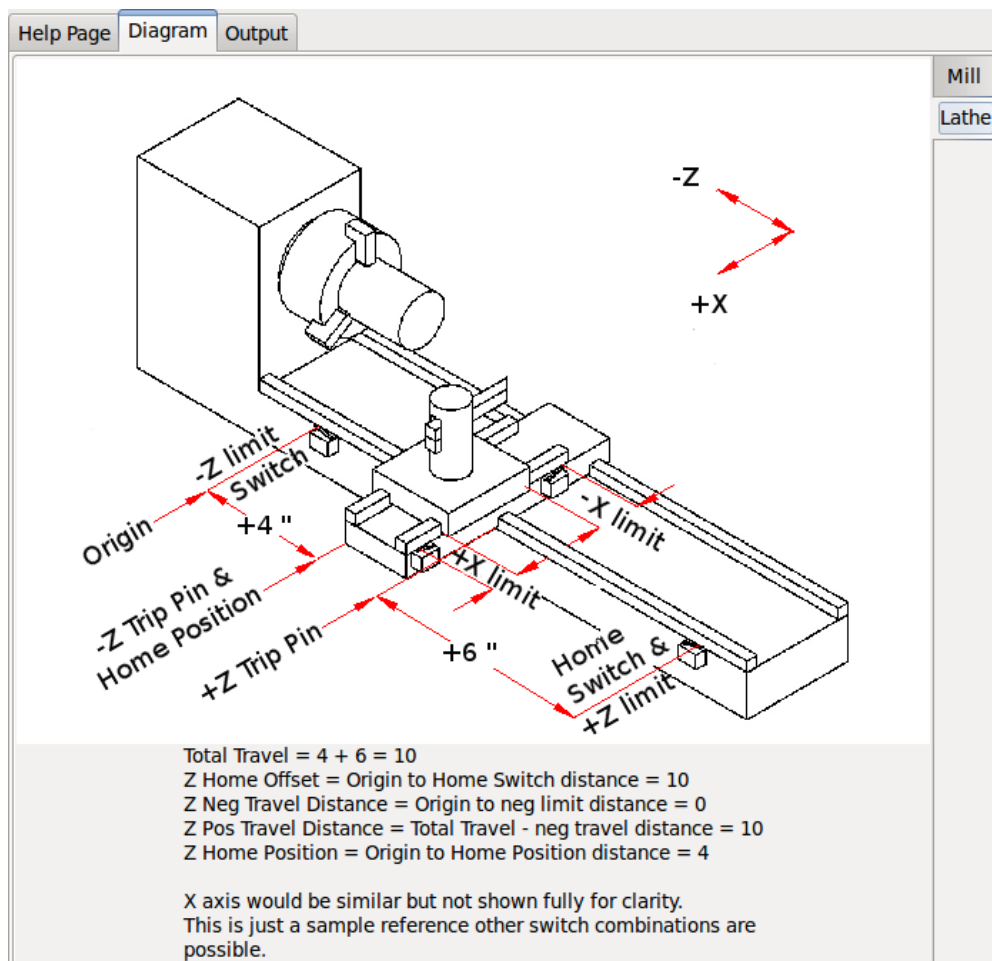 Help Page
Diagram
Output
Mill
Lathe
-Z
+X
-Z limit
Switch
Origin
+4 "
-X limit
+X limit
-Z Trip Pin &
Home Position
+Z Trip Pin
+6 "
Home
Switch &
+Z limit
Total Travel = 4 + 6 = 10
Z Home Offset = Origin to Home Switch distance = 10
Z Neg Travel Distance = Origin to neg limit distance = 0
Z Pos Travel Distance = Total Travel - neg travel distance = 10
Z Home Position = Origin to Home Position distance = 4
X axis would be similar but not shown fully for clarity.
This is just a sample reference other switch combinations are
possible.